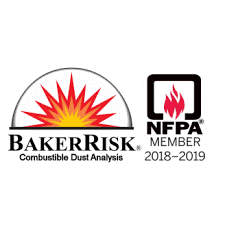 BAKERRISK®
Combustible Dust Analysis
NFPA®
MEMBER
2018–2019